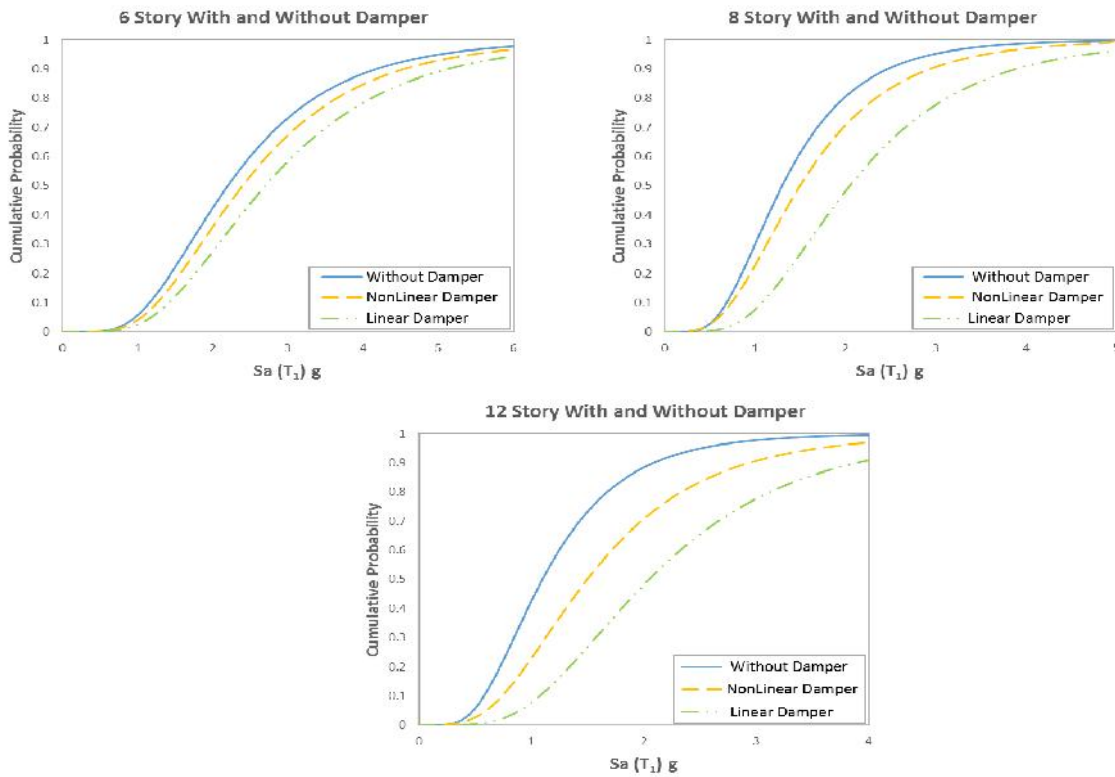 6 Story With and Without Damper
1
0.9
0.8
0.7
0.6
0.5
0.4
0.3
0.2
0.1
0
Cumulative Probability
Without Damper
NonLinear Damper
Linear Damper
0 1 2 3 4 5 6
Sa (T₁) g
8 Story With and Without Damper
1
0.9
0.8
0.7
0.6
0.5
0.4
0.3
0.2
0.1
0
Cumulative Probability
Without Damper
NonLinear Damper
Linear Damper
0 1 2 3 4 5
Sa (T₁) g
12 Story With and Without Damper
1
0.9
0.8
0.7
0.6
0.5
0.4
0.3
0.2
0.1
0
Cumulative Probability
Without Damper
NonLinear Damper
Linear Damper
0 1 2 3 4
Sa (T₁) g